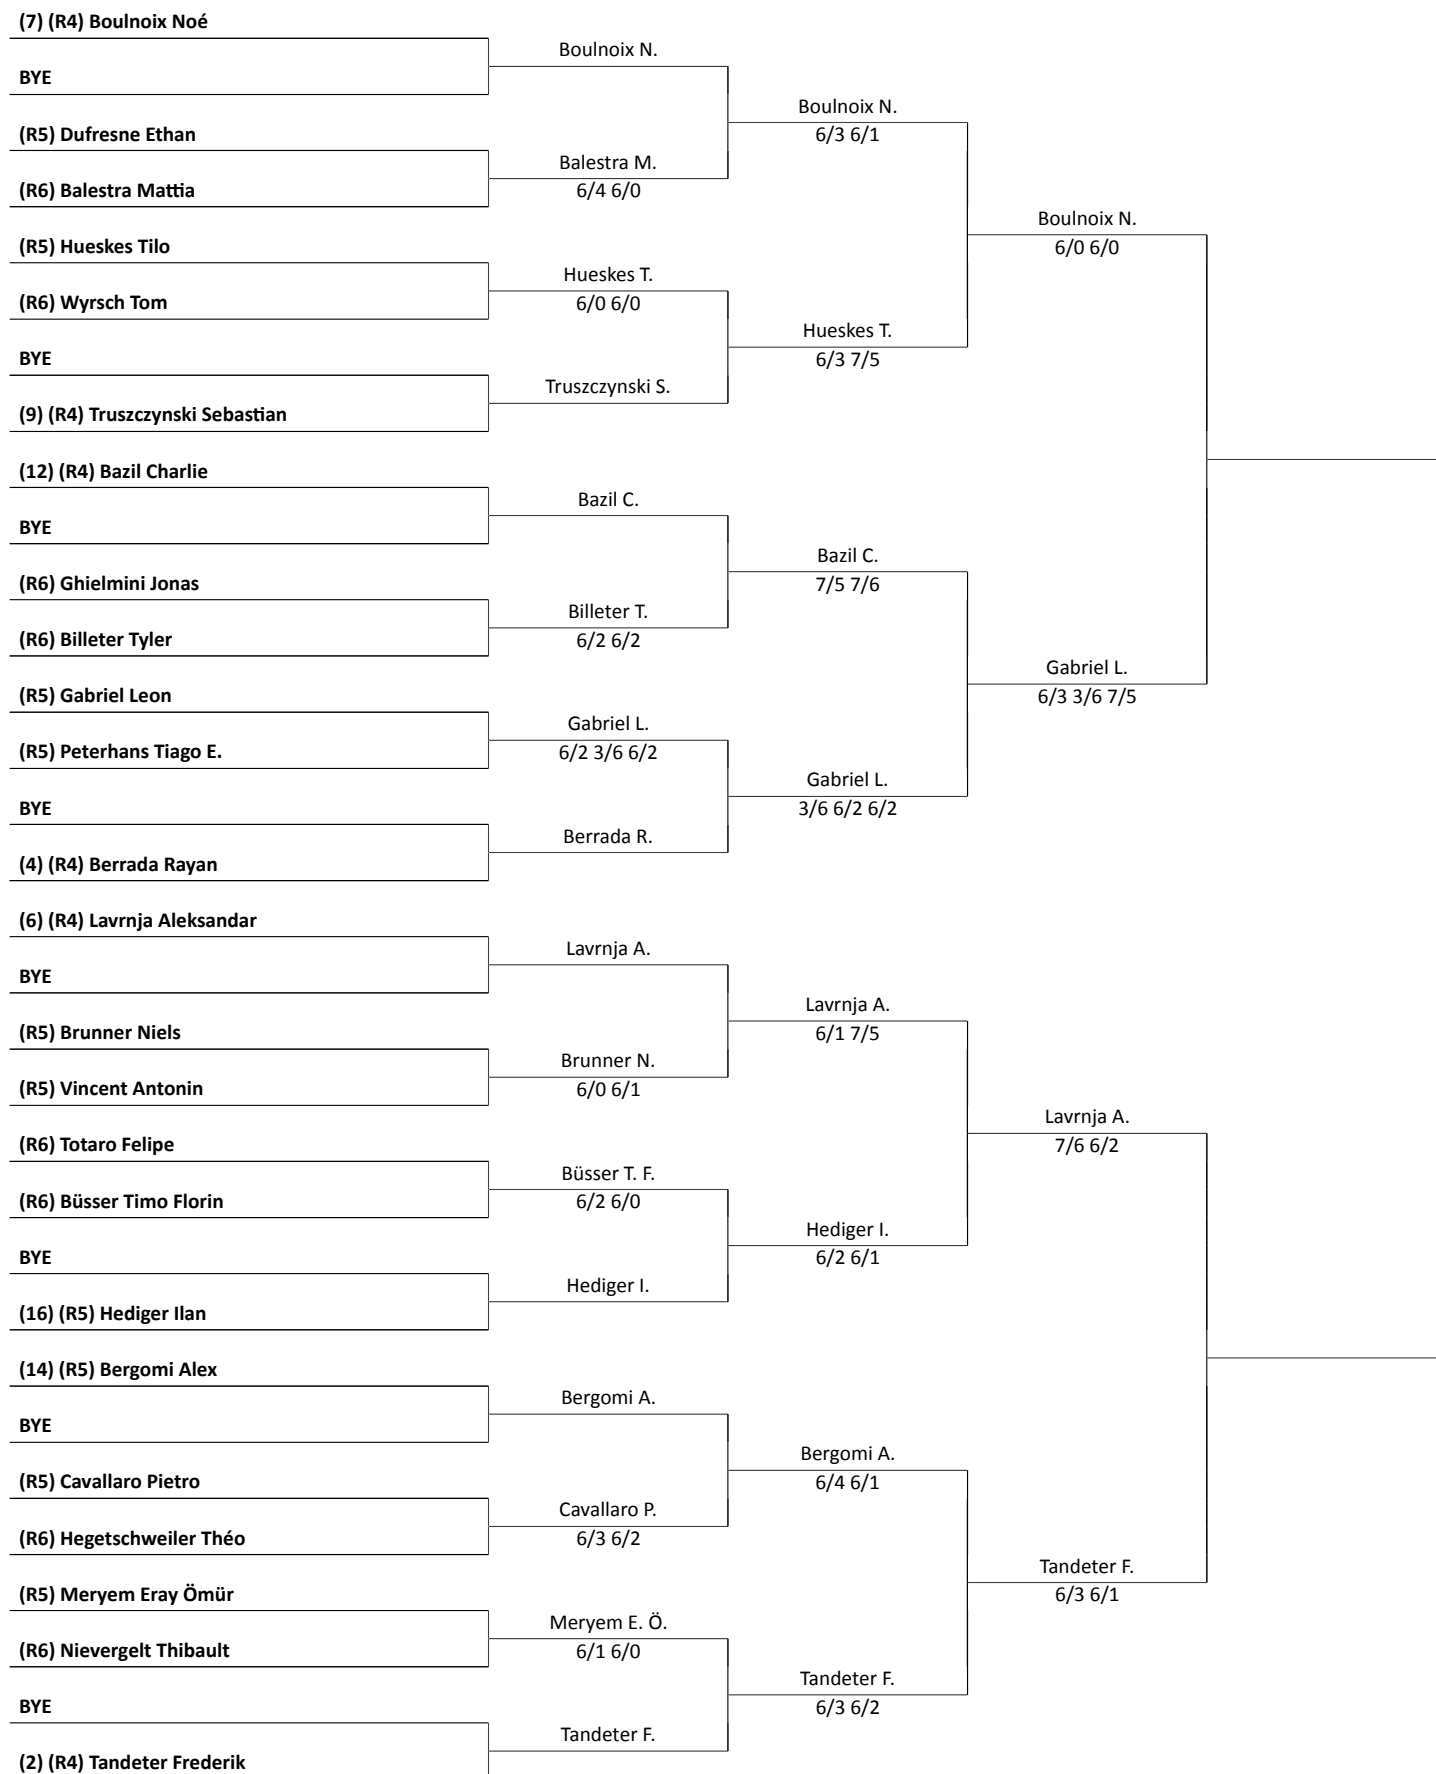 (7) (R4) Boulnoix Noé
Boulnoix N.
BYE
Boulnoix N.
6/3 6/1
(R5) Dufresne Ethan
Balestra M.
6/4 6/0
(R6) Balestra Mattia
Boulnoix N.
6/0 6/0
(R5) Hueskes Tilo
Hueskes T.
6/0 6/0
(R6) Wyrsch Tom
Hueskes T.
6/3 7/5
BYE
Truszczynski S.
(9) (R4) Truszczynski Sebastian
(12) (R4) Bazil Charlie
Bazil C.
BYE
Bazil C.
7/5 7/6
(R6) Ghielmini Jonas
Billeter T.
6/2 6/2
(R6) Billeter Tyler
Gabriel L.
6/3 3/6 7/5
(R5) Gabriel Leon
Gabriel L.
6/2 3/6 6/2
(R5) Peterhans Tiago E.
Gabriel L.
3/6 6/2 6/2
BYE
Berrada R.
(4) (R4) Berrada Rayan
(6) (R4) Lavrnja Aleksandar
Lavrnja A.
BYE
Lavrnja A.
6/1 7/5
(R5) Brunner Niels
Brunner N.
6/0 6/1
(R5) Vincent Antonin
Lavrnja A.
7/6 6/2
(R6) Totaro Felipe
Büsser T. F.
6/2 6/0
(R6) Büsser Timo Florin
Hediger I.
6/2 6/1
BYE
Hediger I.
(16) (R5) Hediger Ilan
(14) (R5) Bergomi Alex
Bergomi A.
BYE
Bergomi A.
6/4 6/1
(R5) Cavallaro Pietro
Cavallaro P.
6/3 6/2
(R6) Hegetschweiler Théo
Tandeter F.
6/3 6/1
(R5) Meryem Eray Ömür
Meryem E. Ö.
6/1 6/0
(R6) Nievergelt Thibault
Tandeter F.
6/3 6/2
BYE
Tandeter F.
(2) (R4) Tandeter Frederik